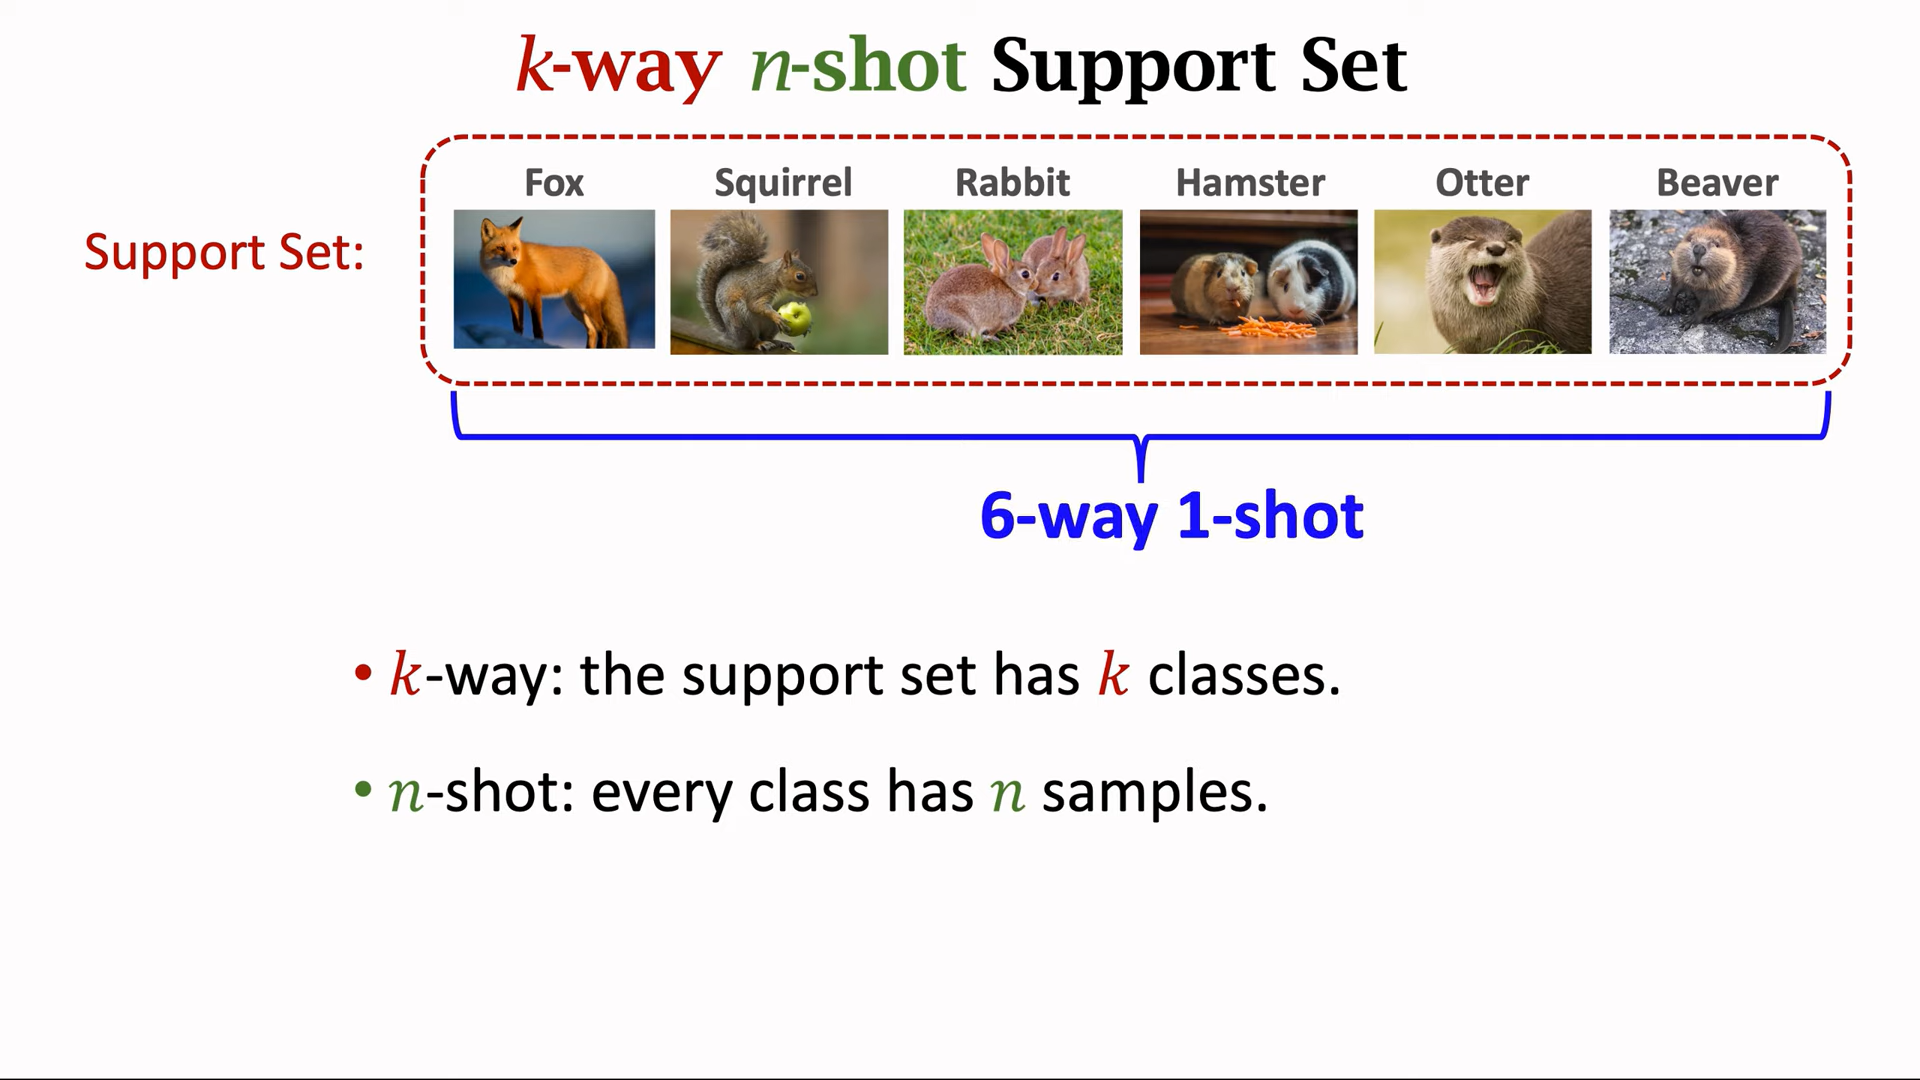 k-way n-shot Support Set
Support Set:
Fox Squirrel Rabbit Hamster Otter Beaver
6-way 1-shot
• k-way: the support set has k classes.
• n-shot: every class has n samples.